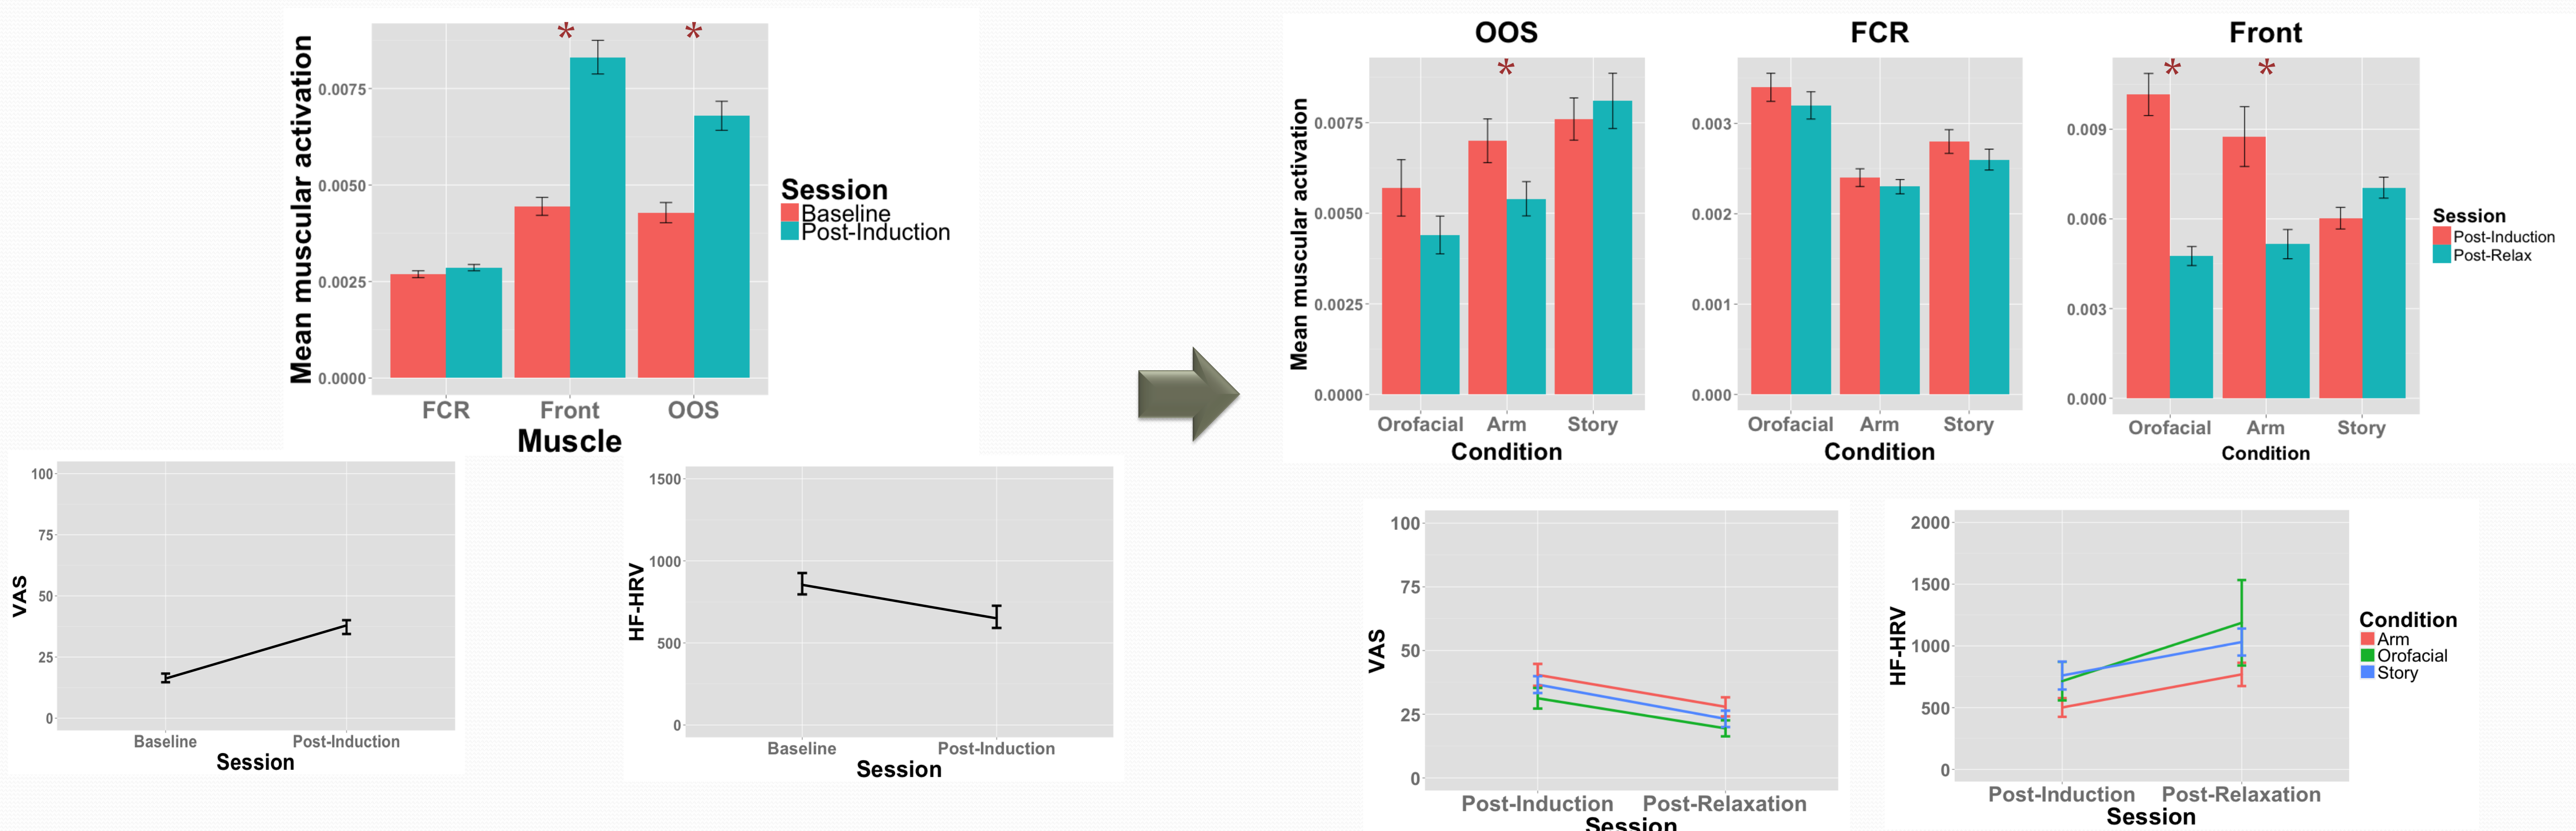 *
*
Mean muscular activation
0.0075
0.0050
0.0025
0.0000
FCR Front OOS
Muscle
Session
Baseline
Post-Induction
100
75
50
25
0
VAS
Baseline Post-Induction
Session
1500
1000
500
0
HF-HRV
Baseline Post-Induction
Session
OOS
*
Mean muscular activation
0.0075
0.0050
0.0025
0.0000
Orofacial Arm Story
Condition
FCR
0.003
0.002
0.001
0.000
Orofacial Arm Story
Condition
Front
*
*
0.009
0.006
0.003
0.000
Orofacial Arm Story
Condition
Session
Post-Induction
Post-Relax
100
75
50
25
0
VAS
Post-Induction Post-Relaxation
Session
2000
1500
1000
500
0
HF-HRV
Post-Induction Post-Relaxation
Session
Condition
Arm
Orofacial
Story